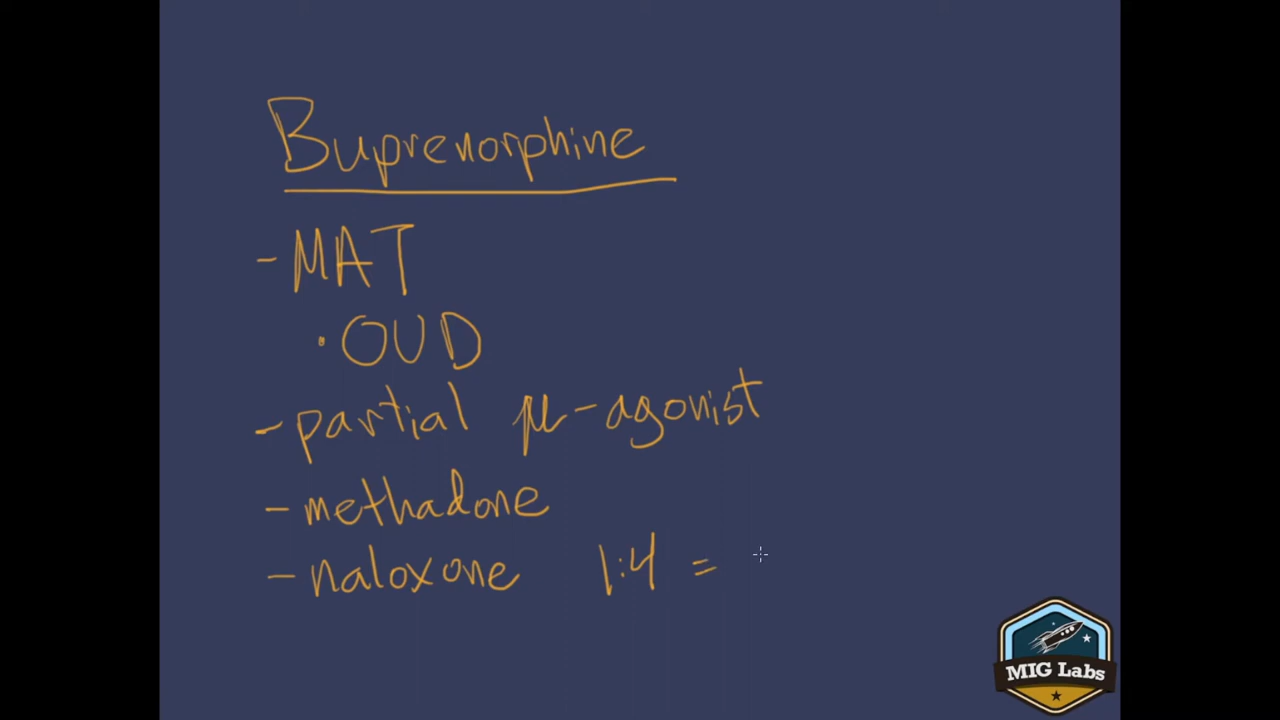 Buprenorphine
- MAT
• OUD
- partial μ-agonist
- methadone
- naloxone 1:4 =
MIG Labs